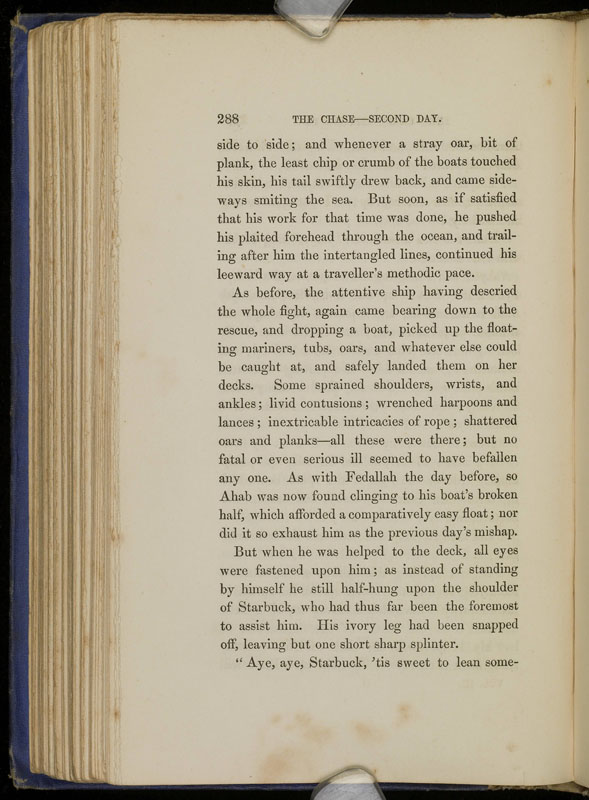 288 THE CHASE—SECOND DAY.
side to side; and whenever a stray oar, bit of
plank, the least chip or crumb of the boats touched
his skin, his tail swiftly drew back, and came side-
ways smiting the sea. But soon, as if satisfied
that his work for that time was done, he pushed
his plaited forehead through the ocean, and trail-
ing after him the intertangled lines, continued his
leeward way at a traveller's methodic pace.
As before, the attentive ship having descried
the whole fight, again came bearing down to the
rescue, and dropping a boat, picked up the float-
ing mariners, tubs, oars, and whatever else could
be caught at, and safely landed them on her
decks. Some sprained shoulders, wrists, and
ankles; livid contusions; wrenched harpoons and
lances; inextricable intricacies of rope; shattered
oars and planks—all these were there; but no
fatal or even serious ill seemed to have befallen
any one. As with Fedallah the day before, so
Ahab was now found clinging to his boat's broken
half, which afforded a comparatively easy float; nor
did it so exhaust him as the previous day's mishap.
But when he was helped to the deck, all eyes
were fastened upon him; as instead of standing
by himself he still half-hung upon the shoulder
of Starbuck, who had thus far been the foremost
to assist him. His ivory leg had been snapped
off, leaving but one short sharp splinter.
"Aye, aye, Starbuck, 'tis sweet to lean some-